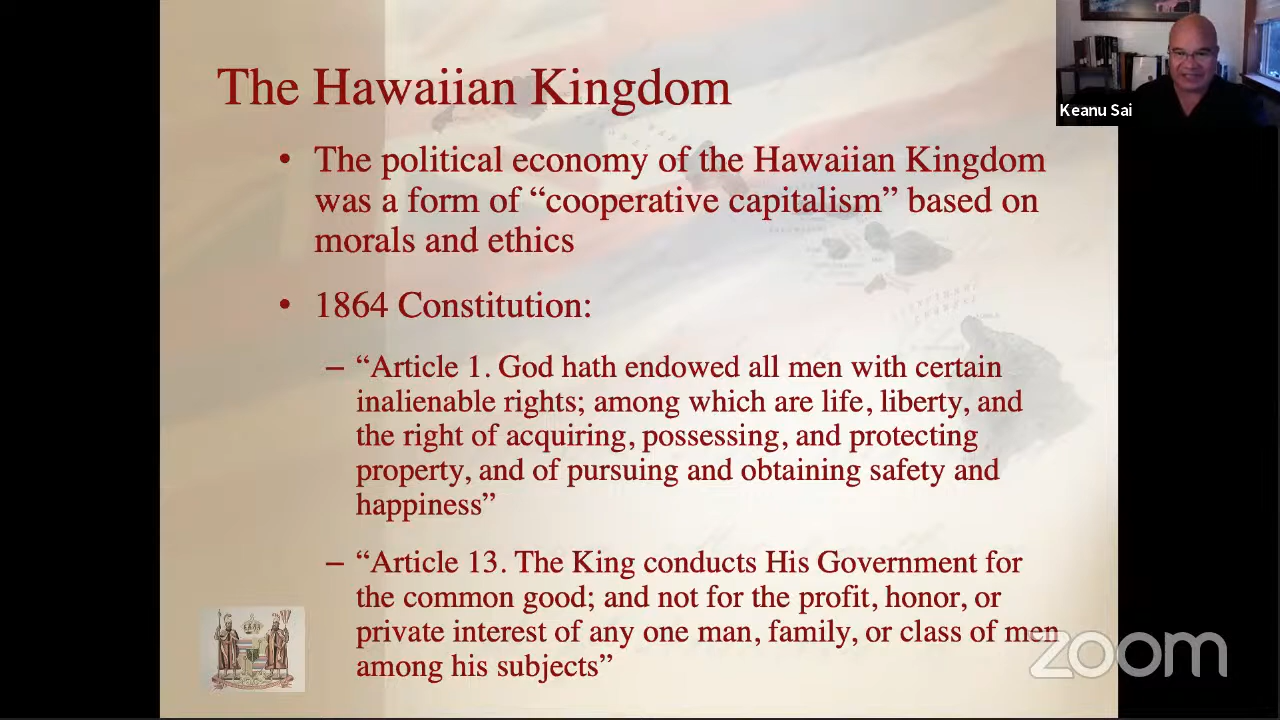 The Hawaiian Kingdom
Keanu Sai
• The political economy of the Hawaiian Kingdom
was a form of “cooperative capitalism” based on
morals and ethics
• 1864 Constitution:
– “Article 1. God hath endowed all men with certain
inalienable rights; among which are life, liberty, and
the right of acquiring, possessing, and protecting
property, and of pursuing and obtaining safety and
happiness”
– “Article 13. The King conducts His Government for
the common good; and not for the profit, honor, or
private interest of any one man, family, or class of men
among his subjects”
zoom